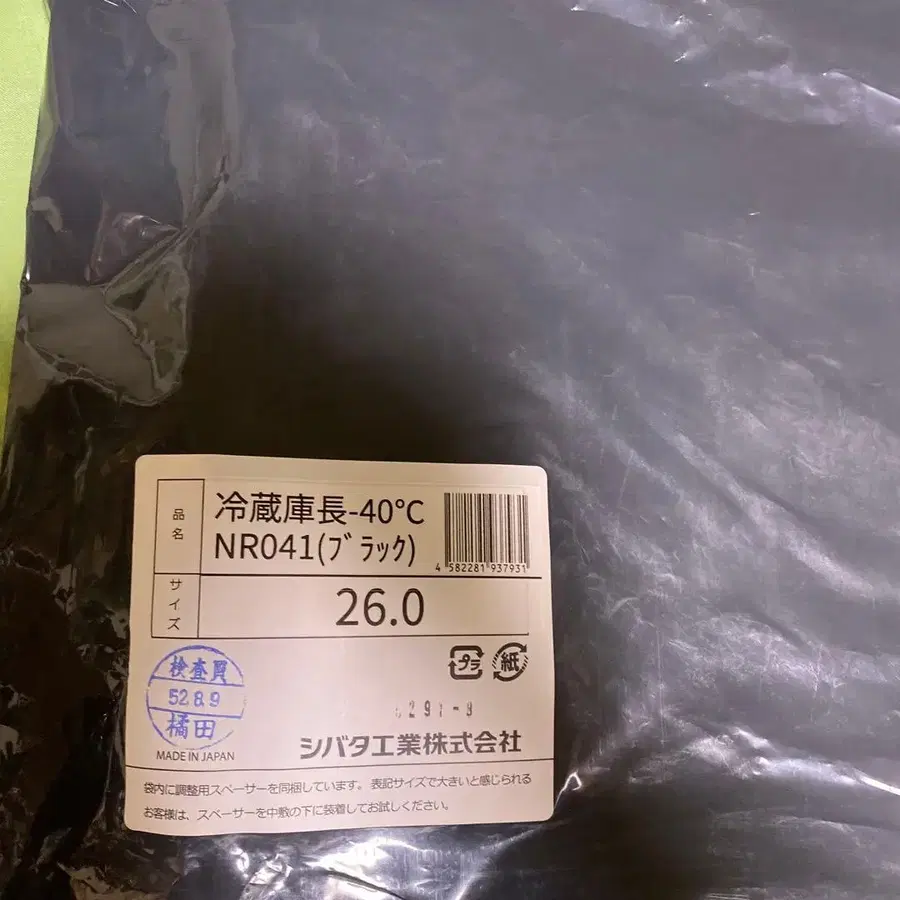 品名
冷蔵庫長-40℃
NR041(ブラック)
4 582281 937931
サイズ
26.0
プラ
紙
検査員
52.8.9
橘田
MADE IN JAPAN
シバタ工業株式会社
袋内に調整用スペーサーを同梱しています。表記サイズで大きいと感じられる
お客様は、スペーサーを中敷の下に装着してお試しください。